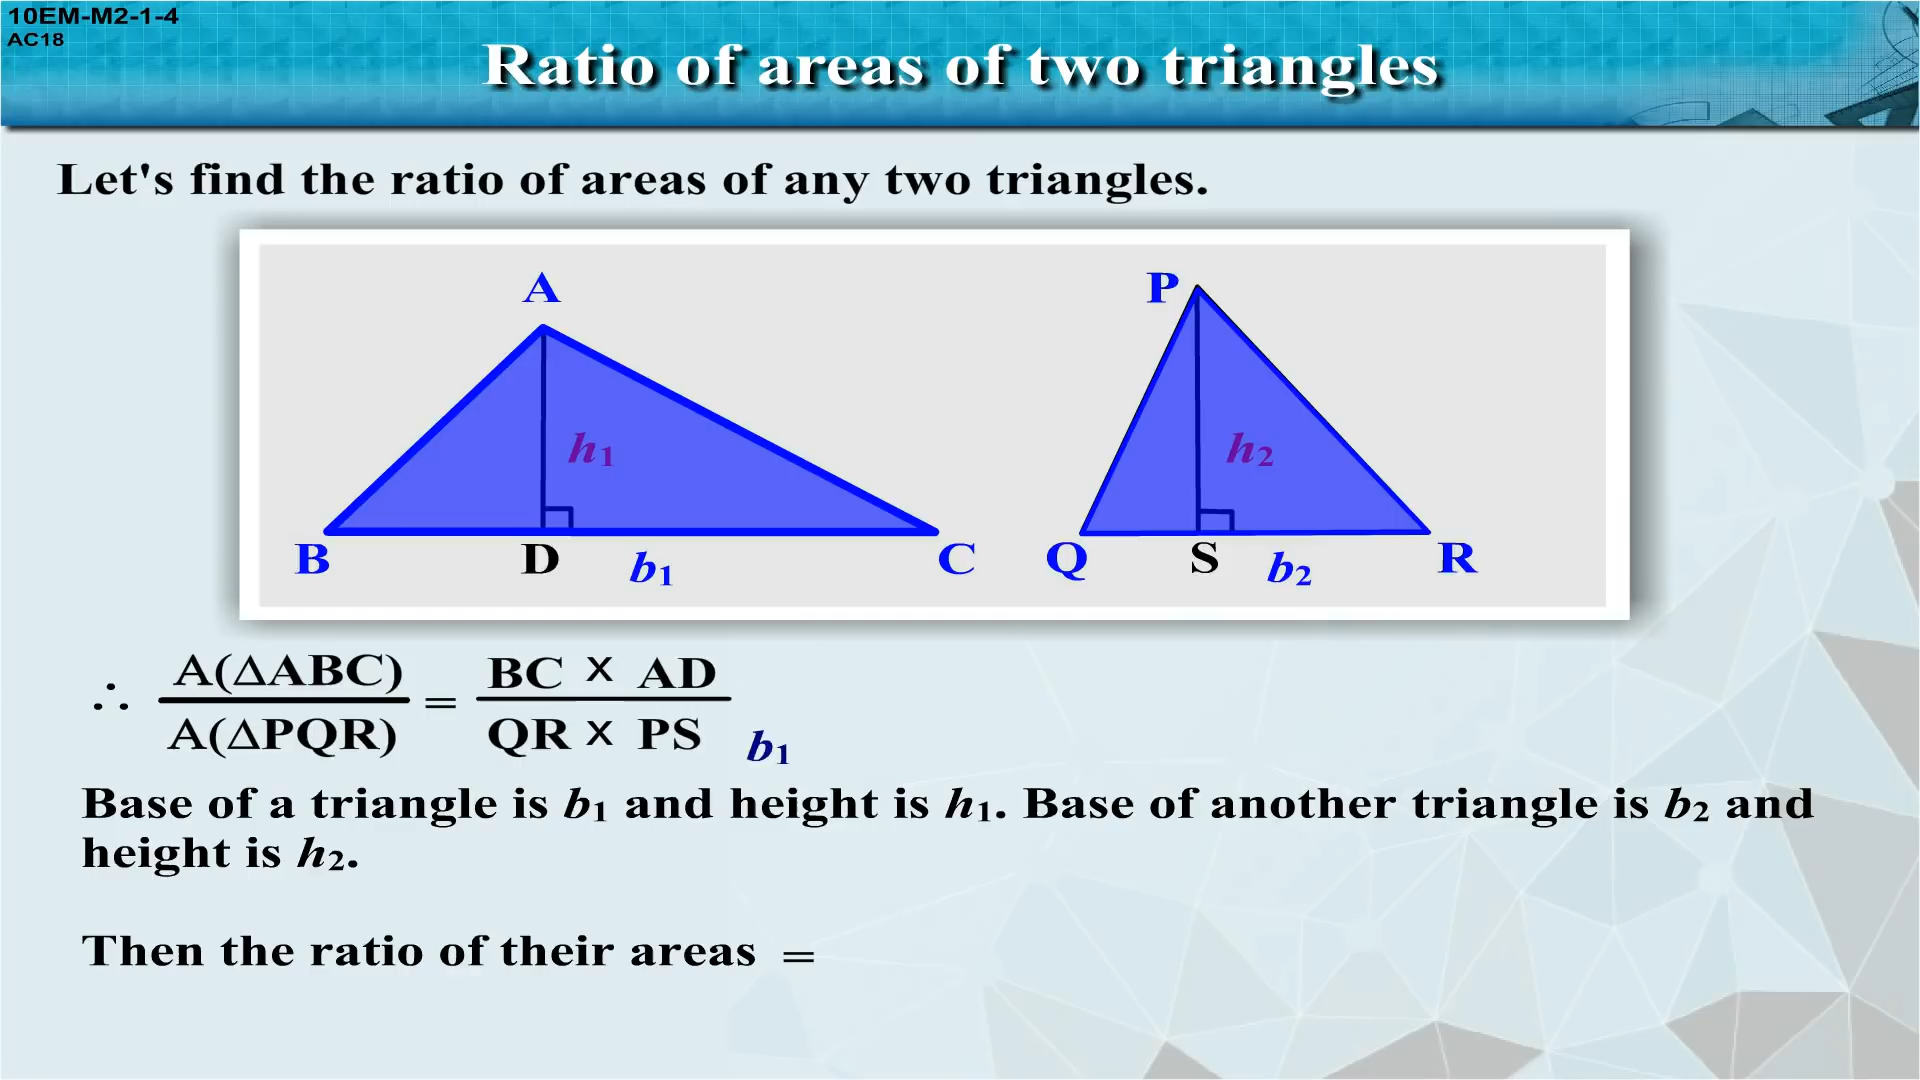 10EM-M2-1-4
AC18
Ratio of areas of two triangles
Let's find the ratio of areas of any two triangles.
A
P
h1
h2
B
D
b1
C
Q
S
b2
R
∴ A(ΔABC) = BC × AD
A(ΔPQR) QR × PS
b1
Base of a triangle is b1 and height is h1. Base of another triangle is b2 and
height is h2.
Then the ratio of their areas =